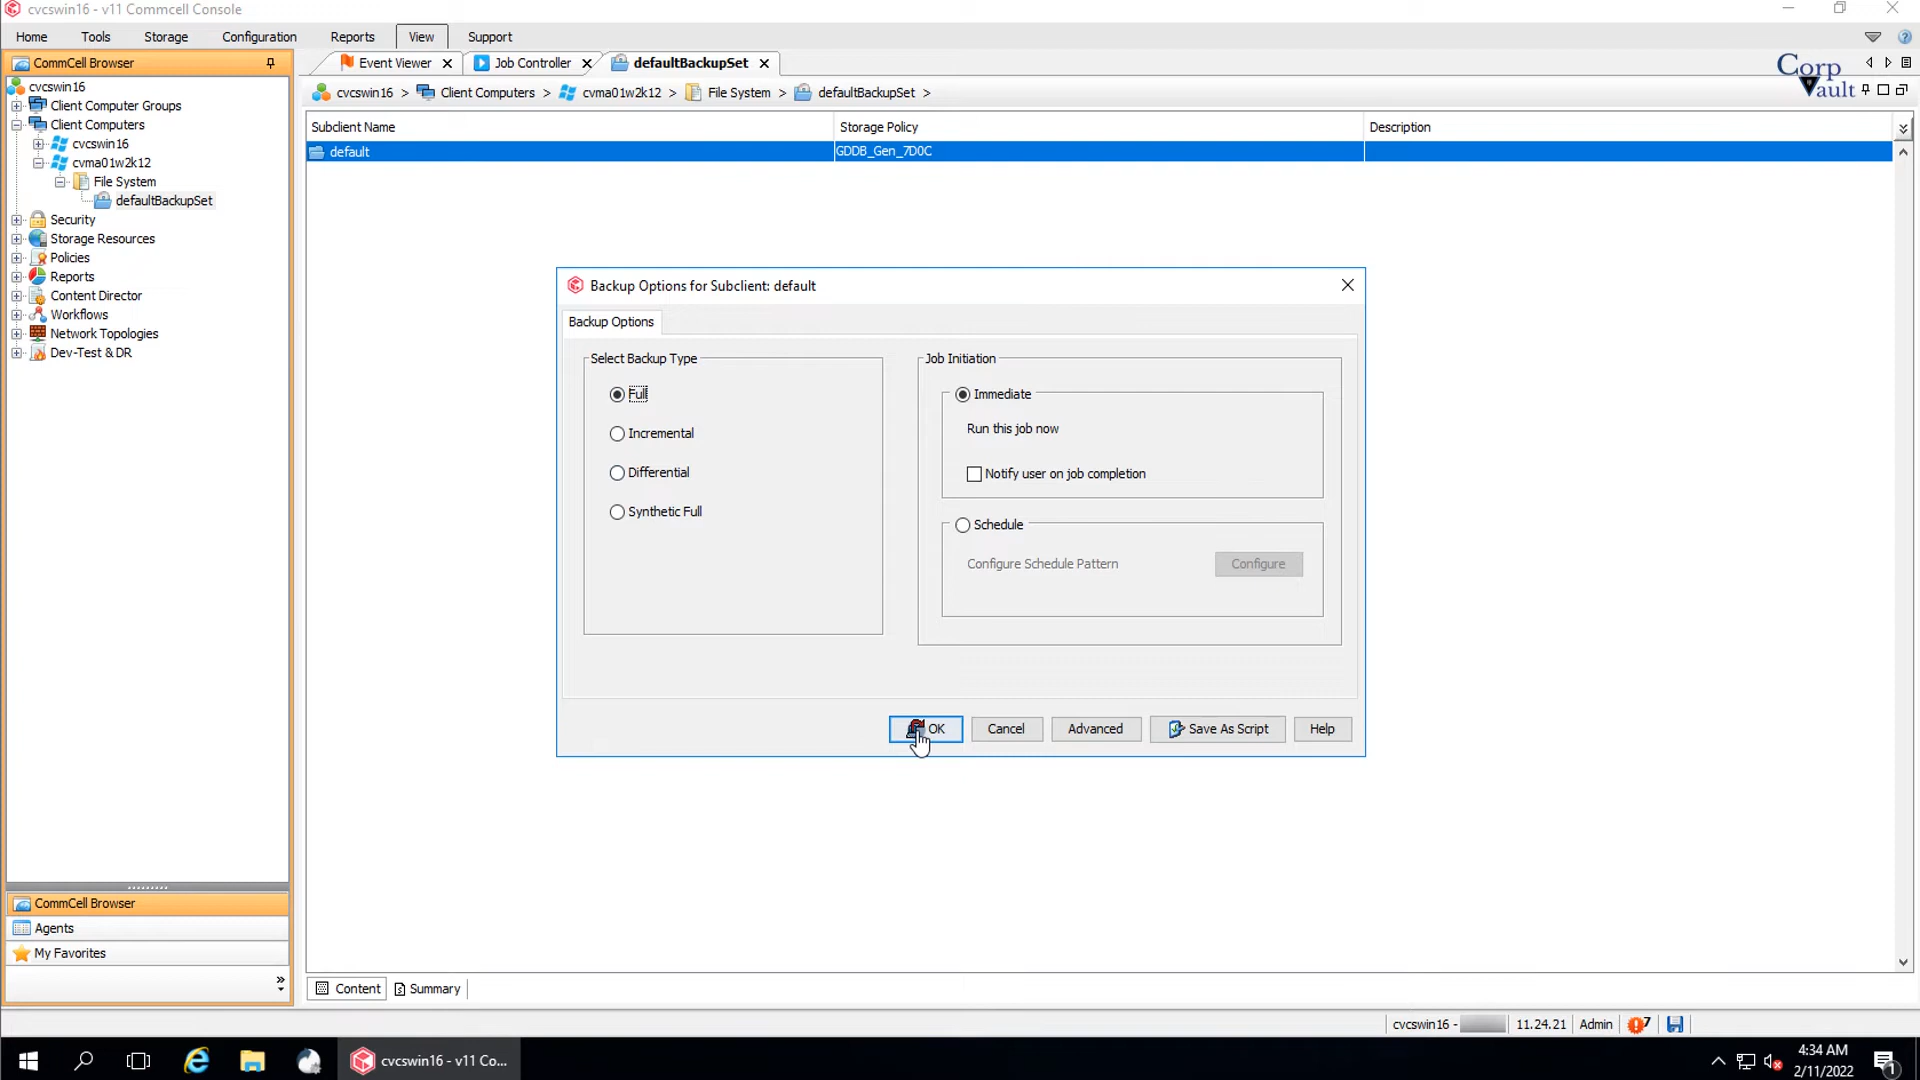 cvcswin16 - v11 Commcell Console
Home Tools Storage Configuration Reports View Support
CommCell Browser
Event Viewer Job Controller defaultBackupSet
Corp
Vault
cvcswin16 > Client Computers > cvma01w2k12 > File System > defaultBackupSet >
cvcswin16
Client Computer Groups
Client Computers
cvcswin16
cvma01w2k12
File System
defaultBackupSet
Security
Storage Resources
Policies
Reports
Content Director
Workflows
Network Topologies
Dev-Test & DR
Subclient Name Storage Policy Description
default GDDB_Gen_7D0C
Backup Options for Subclient: default
Backup Options
Select Backup Type
Full
Incremental
Differential
Synthetic Full
Job Initiation
Immediate
Run this job now
Notify user on job completion
Schedule
Configure Schedule Pattern Configure
OK Cancel Advanced Save As Script Help
CommCell Browser
Agents
My Favorites
Content Summary
cvcswin16 - 11.24.21 Admin 7
cvcswin16 - v11 Co...
4:34 AM
2/11/2022
1